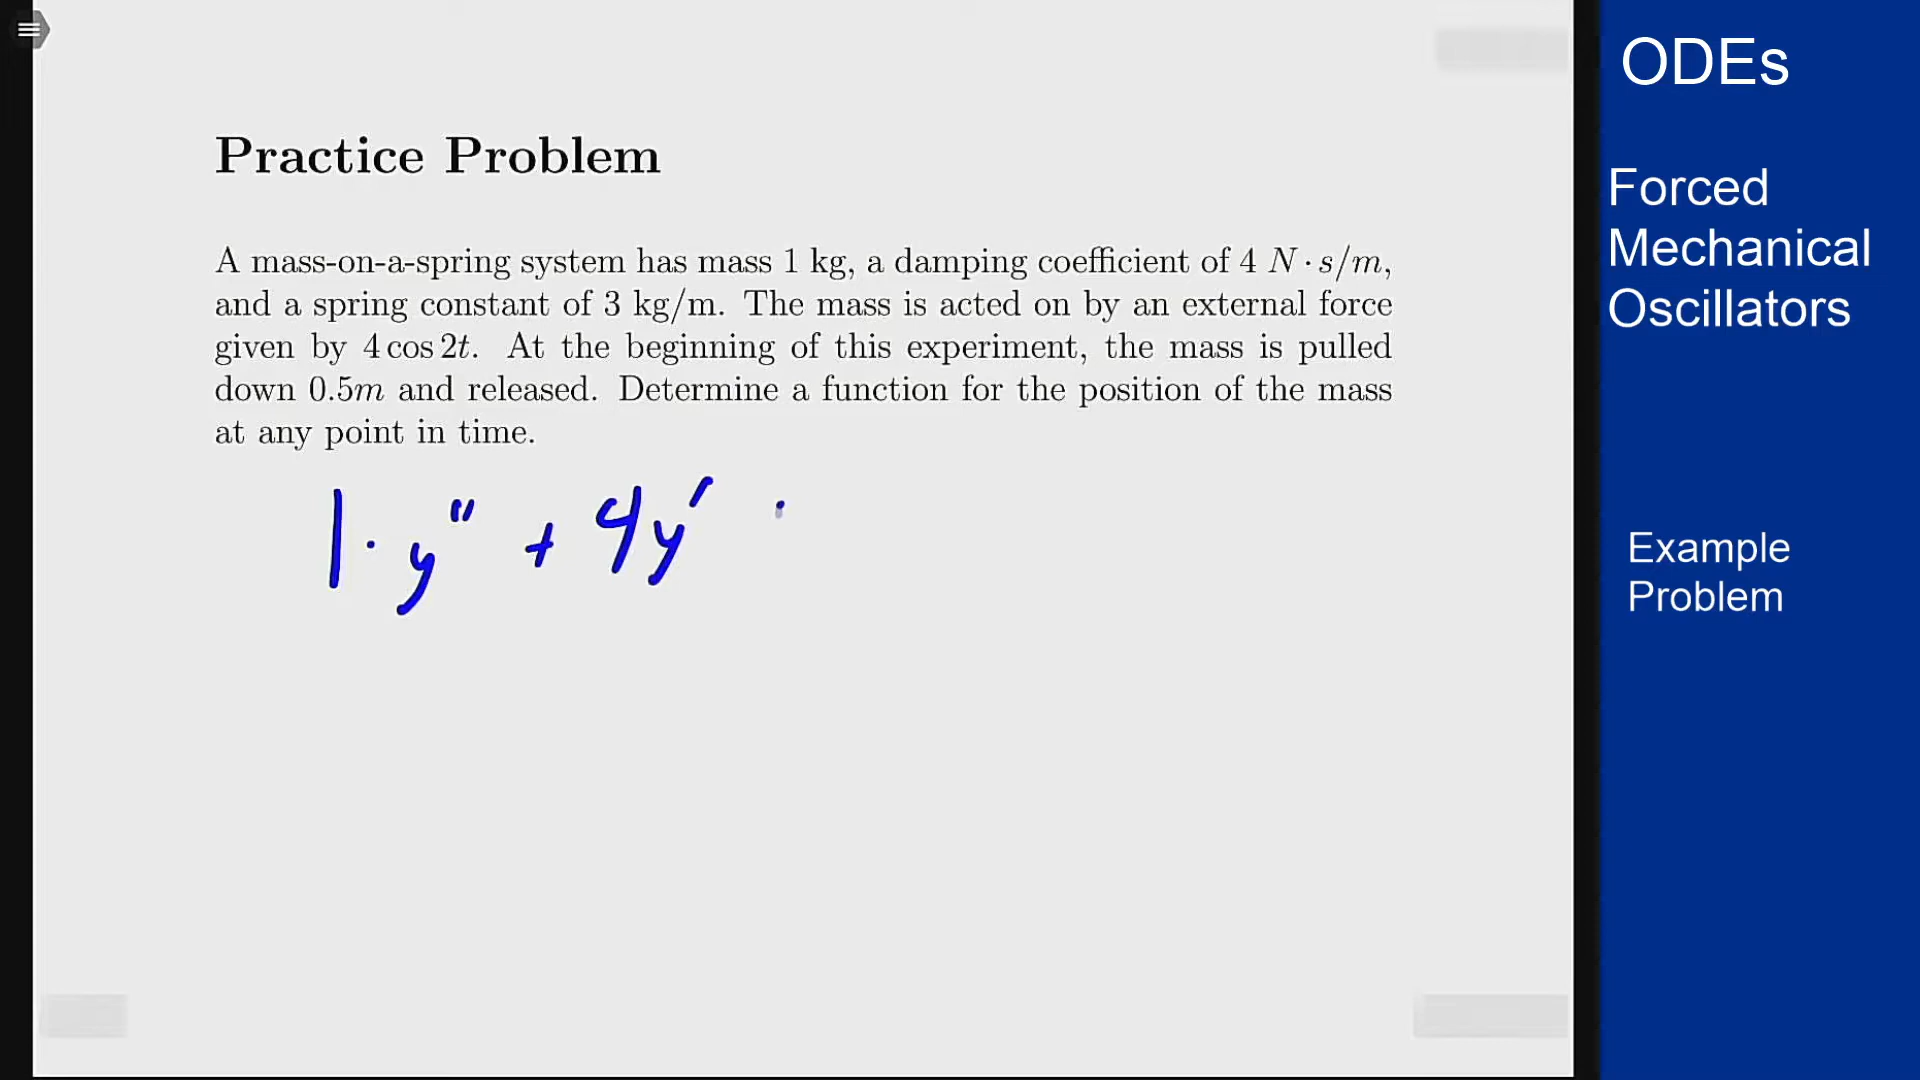 Practice Problem
A mass-on-a-spring system has mass 1 kg, a damping coefficient of 4 N · s/m,
and a spring constant of 3 kg/m. The mass is acted on by an external force
given by 4 cos 2t. At the beginning of this experiment, the mass is pulled
down 0.5m and released. Determine a function for the position of the mass
at any point in time.
1 · y" + 4y′
ODEs
Forced
Mechanical
Oscillators
Example
Problem